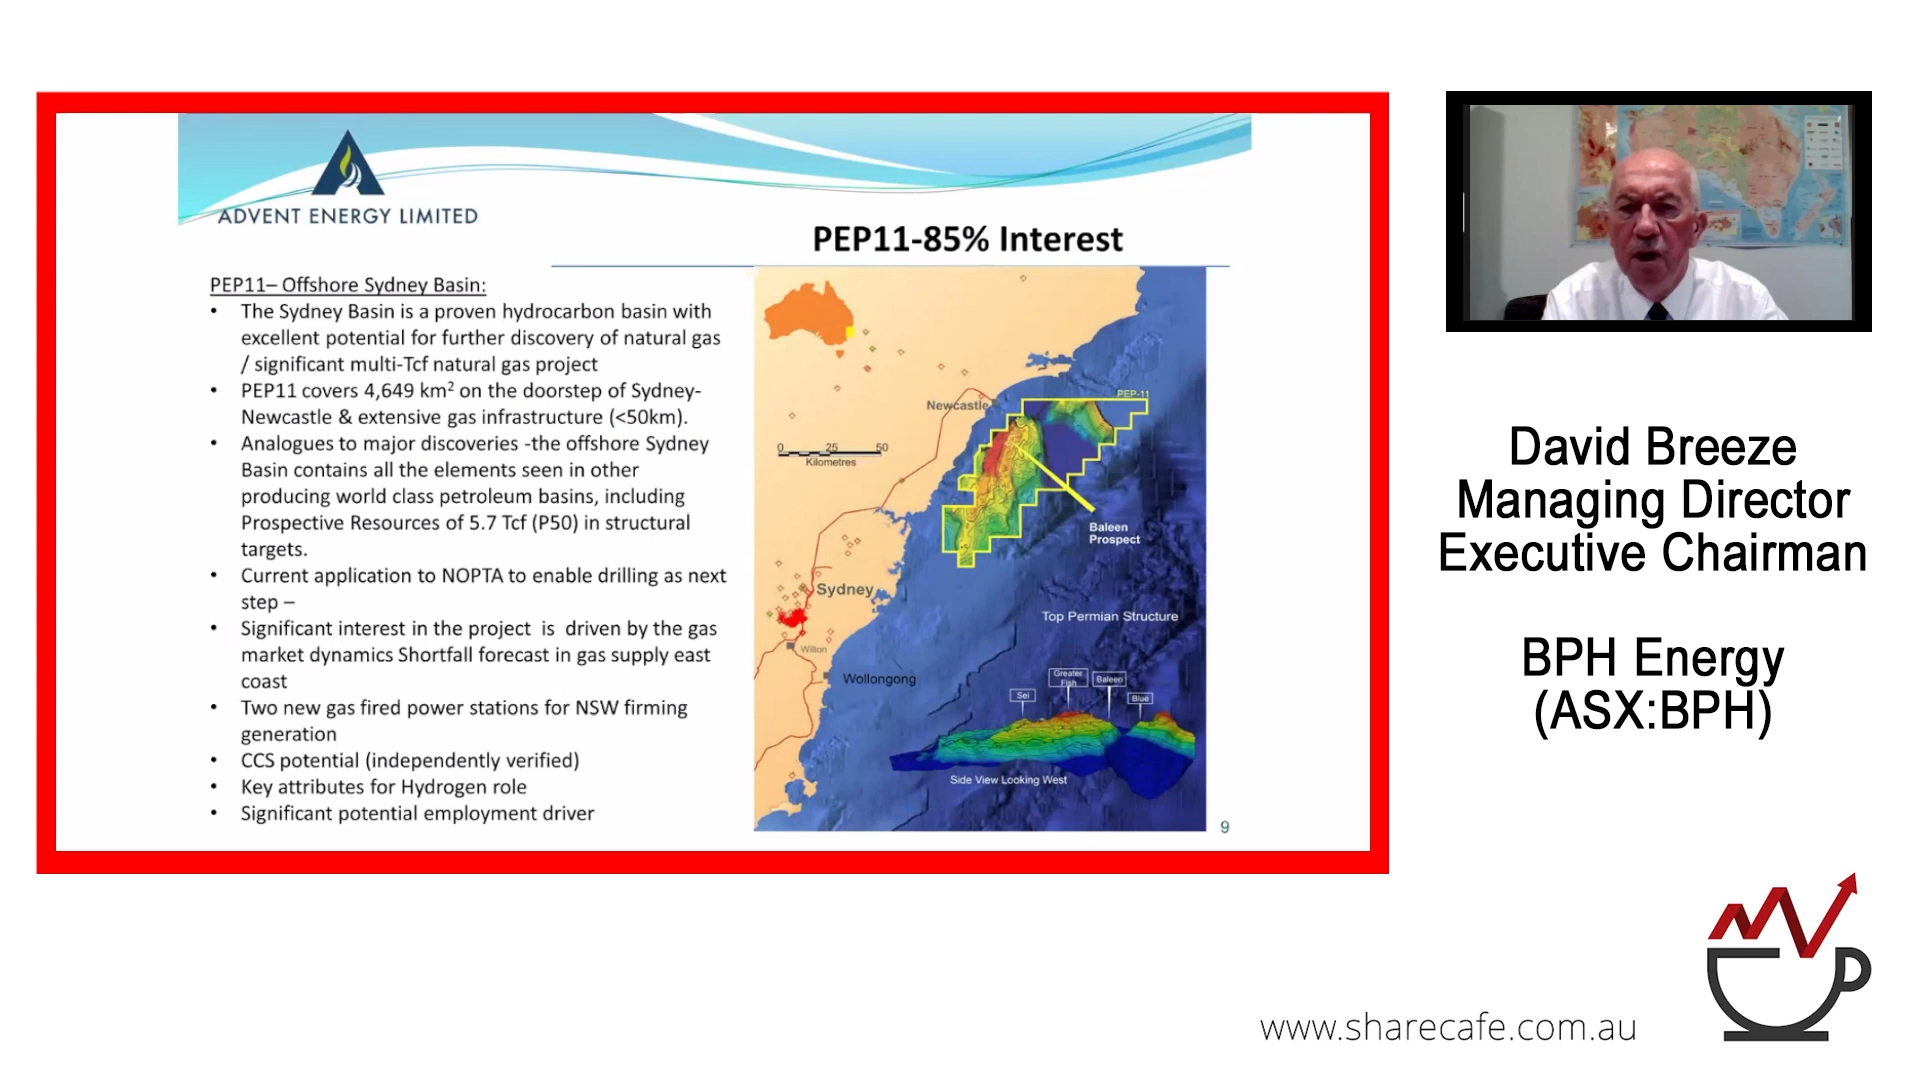 ADVENT ENERGY LIMITED
PEP11-85% Interest
PEP11– Offshore Sydney Basin:
• The Sydney Basin is a proven hydrocarbon basin with
excellent potential for further discovery of natural gas
/ significant multi-Tcf natural gas project
• PEP11 covers 4,649 km² on the doorstep of Sydney-
Newcastle & extensive gas infrastructure (<50km).
• Analogues to major discoveries -the offshore Sydney
Basin contains all the elements seen in other
producing world class petroleum basins, including
Prospective Resources of 5.7 Tcf (P50) in structural
targets.
• Current application to NOPTA to enable drilling as next
step –
• Significant interest in the project is driven by the gas
market dynamics Shortfall forecast in gas supply east
coast
• Two new gas fired power stations for NSW firming
generation
• CCS potential (independently verified)
• Key attributes for Hydrogen role
• Significant potential employment driver
PEP-11
Newcastle
0 25 50
Kilometres
Baleen
Prospect
Sydney
Top Permian Structure
Wilton
Wollongong
Greater
Fish
Sei
Baleen
Blue
Side View Looking West
9
David Breeze
Managing Director
Executive Chairman
BPH Energy
(ASX:BPH)
www.sharecafe.com.au